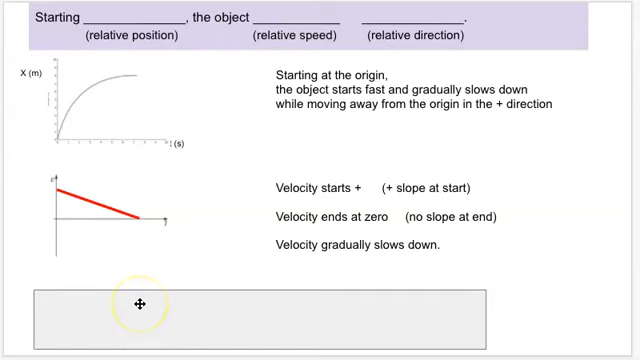 Starting ______________, the object ____________ ______________.
(relative position) (relative speed) (relative direction)
X (m)
Starting at the origin,
the object starts fast and gradually slows down
while moving away from the origin in the + direction
(s)
Velocity starts + (+ slope at start)
Velocity ends at zero (no slope at end)
Velocity gradually slows down.